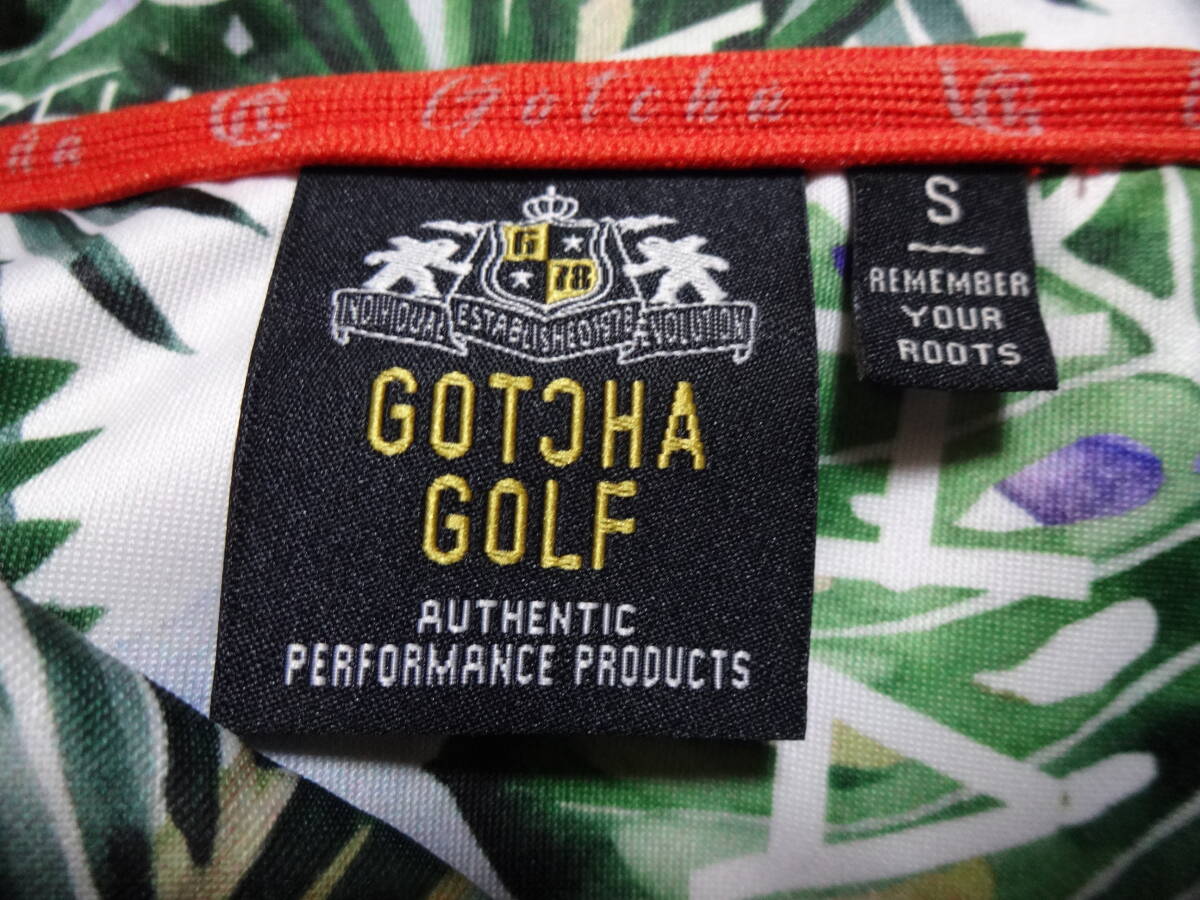 Gotcha
G 78
INDIVIDUAL ESTABLISHED 1978 EVOLUTION
GOTCHA
GOLF
AUTHENTIC
PERFORMANCE PRODUCTS
S
REMEMBER
YOUR
ROOTS